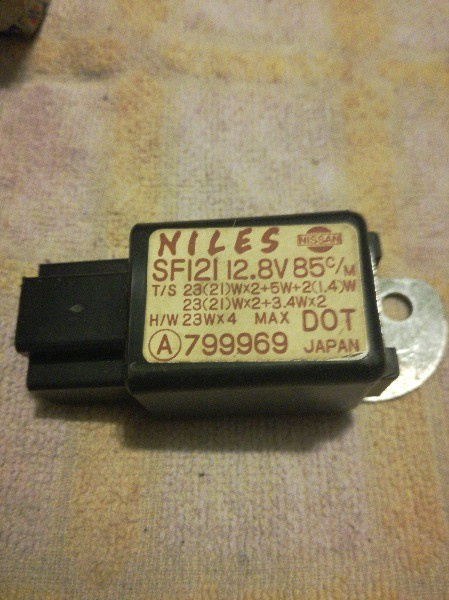 NILES NISSAN
SF121 12.8V 85C/M
T/S 23(21)W×2+5W+2(1.4)W
23(21)W×2+3.4W×2
H/W 23W×4 MAX DOT
A 799969 JAPAN